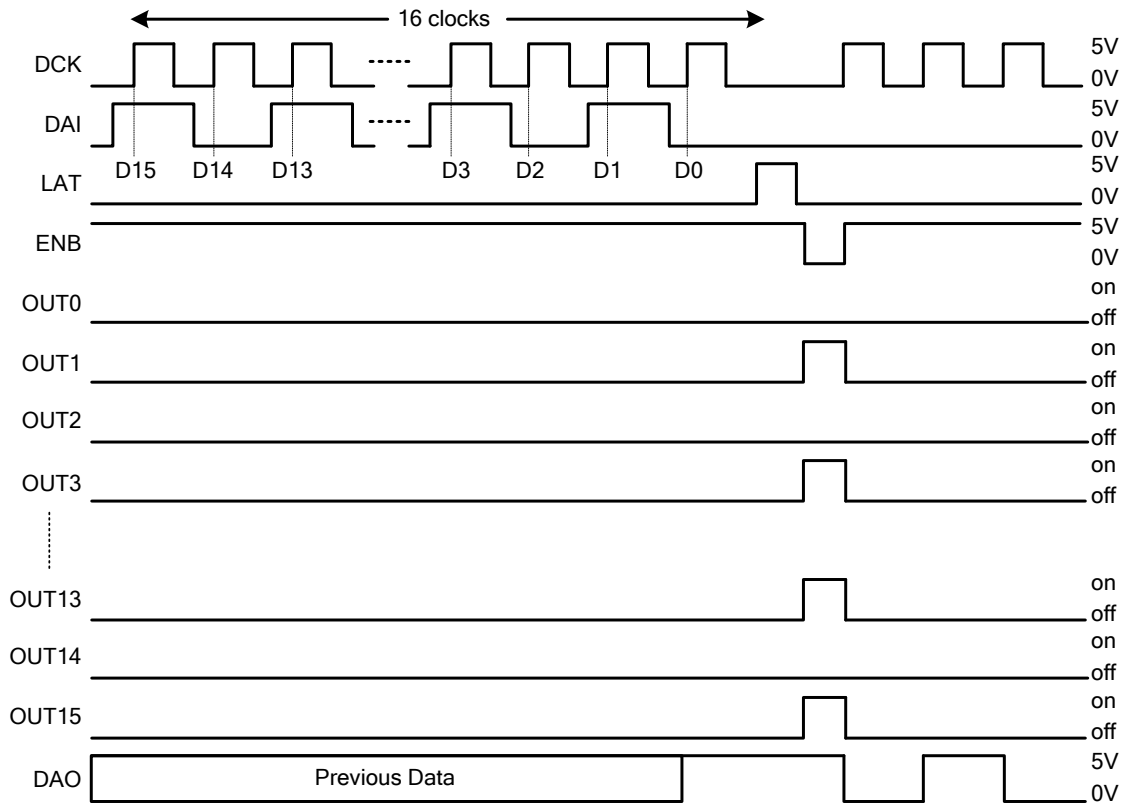 16 clocks
DCK 5V
0V
DAI 5V
0V
D15 D14 D13 D3 D2 D1 D0
LAT 5V
0V
ENB 5V
0V
OUT0 on
off
OUT1 on
off
OUT2 on
off
OUT3 on
off
OUT13 on
off
OUT14 on
off
OUT15 on
off
DAO Previous Data 5V
0V